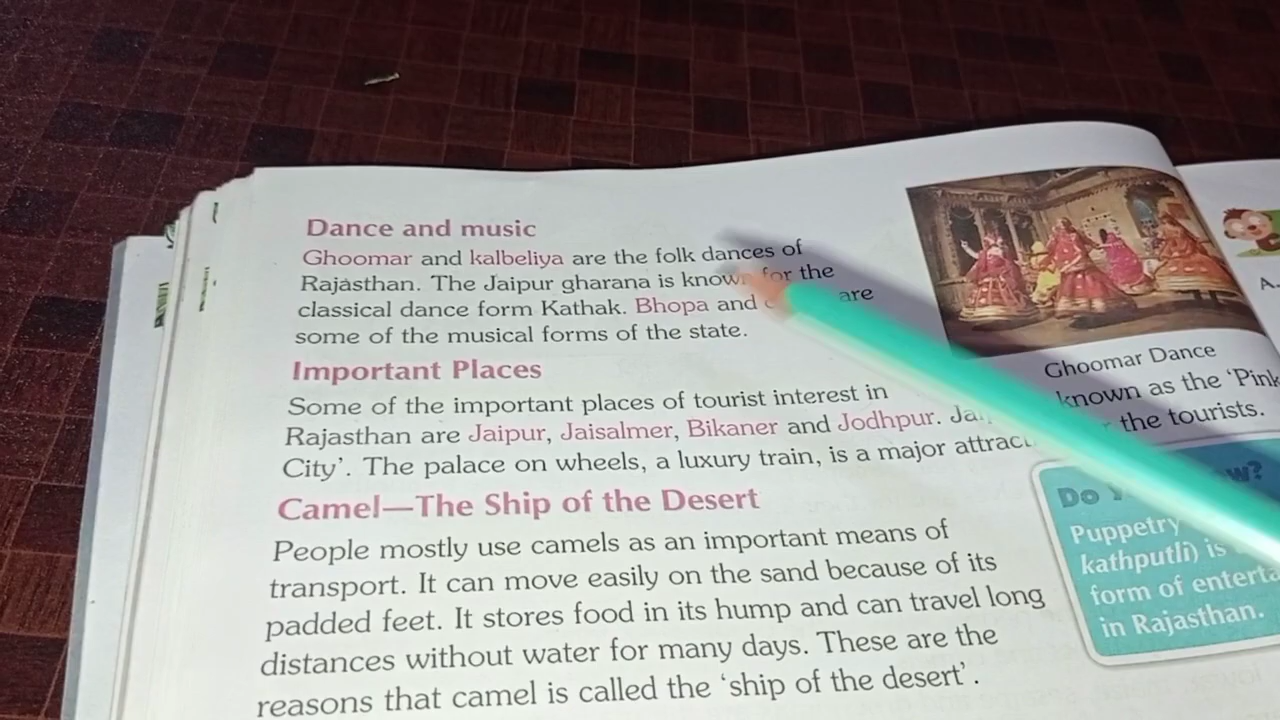 Dance and music
Ghoomar and kalbeliya are the folk dances of
Rajasthan. The Jaipur gharana is known for the
classical dance form Kathak. Bhopa and are
some of the musical forms of the state.
Important Places
Some of the important places of tourist interest in
Rajasthan are Jaipur, Jaisalmer, Bikaner and Jodhpur.
City'. The palace on wheels, a luxury train, is a major
Camel—The Ship of the Desert
People mostly use camels as an important means of
transport. It can move easily on the sand because of its
padded feet. It stores food in its hump and can travel long
distances without water for many days. These are the
reasons that camel is called the 'ship of the desert'.
Ghoomar Dance
known as the 'Pink
the tourists.
Do
Puppetry
kathputli) is
form of
in Rajasthan.